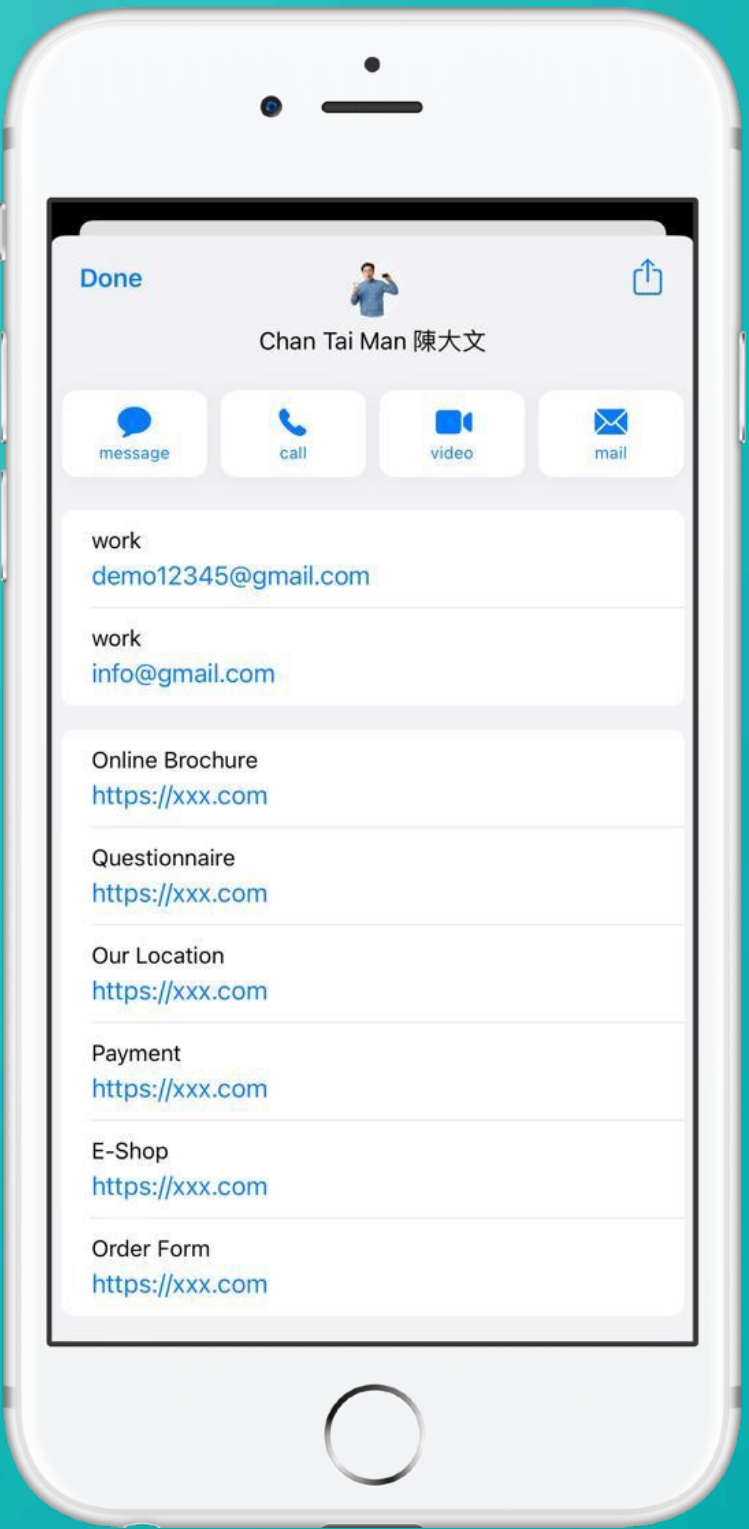 Done
Chan Tai Man 陳大文
message
call
video
mail
work
demo12345@gmail.com
work
info@gmail.com
Online Brochure
https://xxx.com
Questionnaire
https://xxx.com
Our Location
https://xxx.com
Payment
https://xxx.com
E-Shop
https://xxx.com
Order Form
https://xxx.com